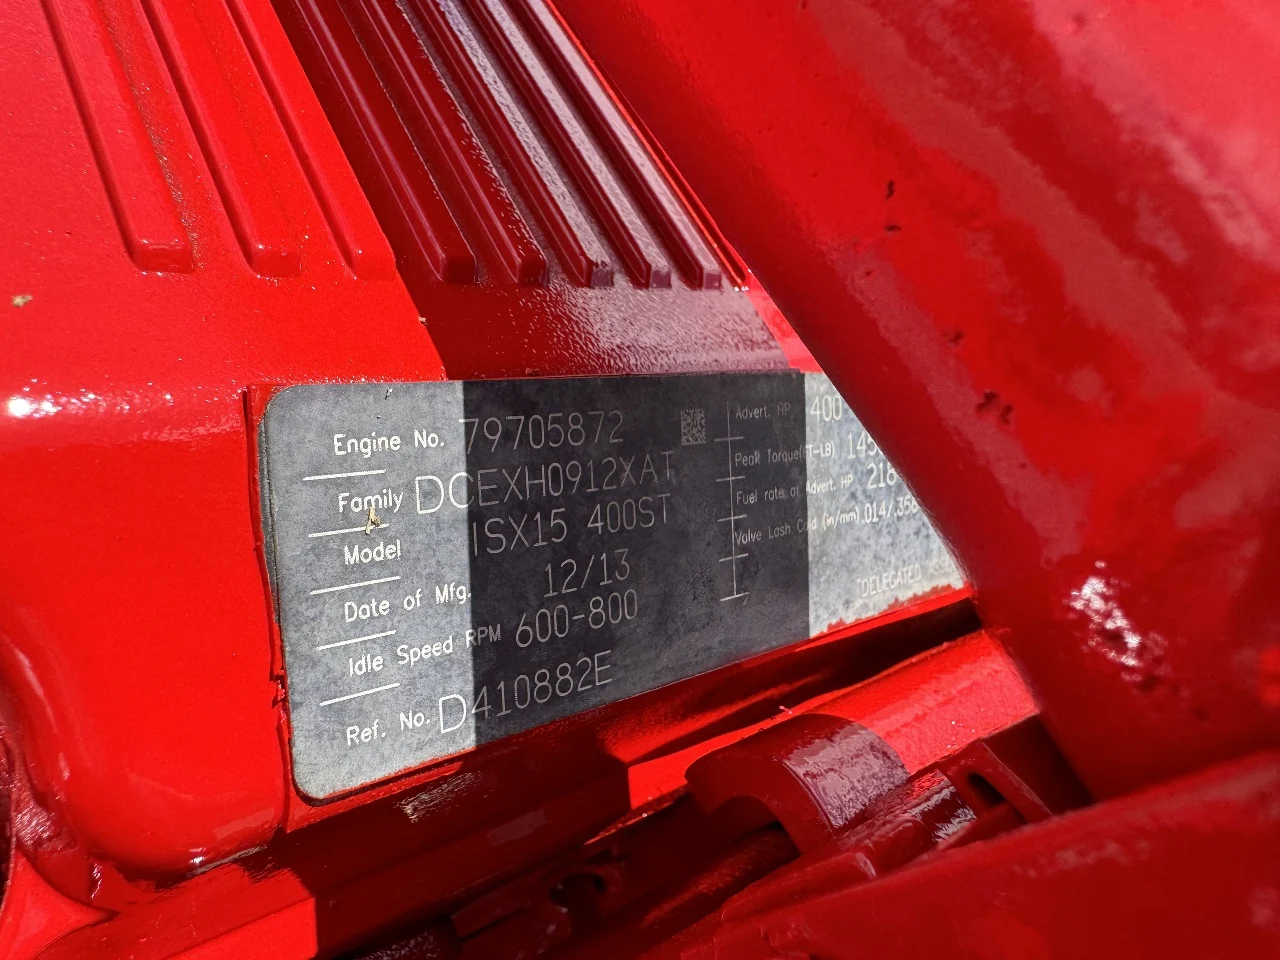 Engine No. 79705872
Family DCEXH0912XAT
Model ISX15 400ST
Date of Mfg. 12/13
Idle Speed RPM 600-800
Ref. No. D410882E
Advert. HP 400
Peak Torque(FT-LB)
Fuel rate at Advert. HP
Valve Lash Cold (in/mm) .014/.356
"DELEGATED